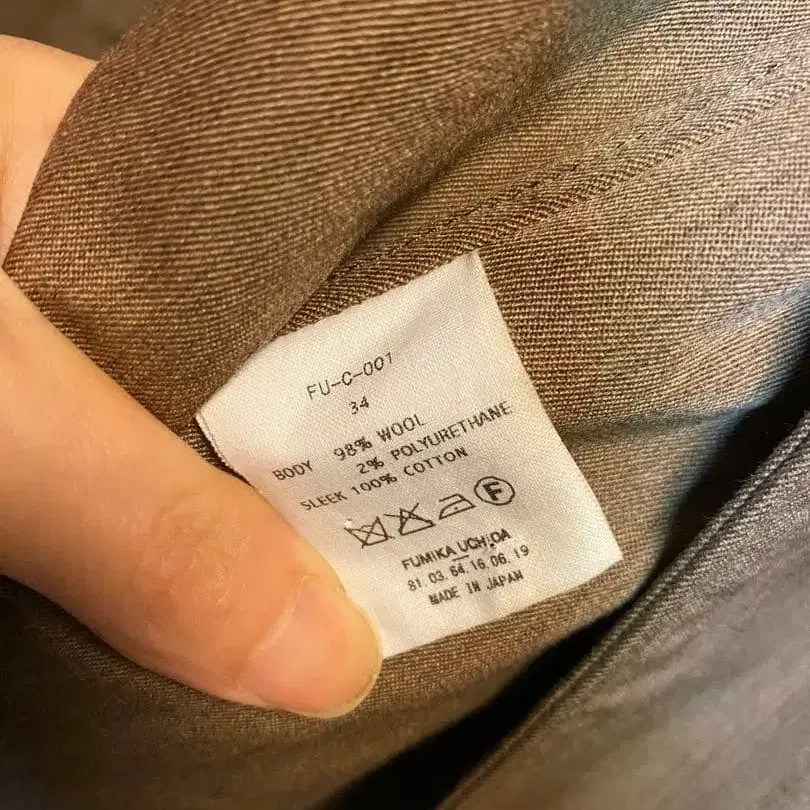 FU-C-001
34
BODY 98% WOOL
2% POLYURETHANE
SLEEK 100% COTTON
F
FUMIKA UCHIDA
81.03.64.16.06.19
MADE IN JAPAN